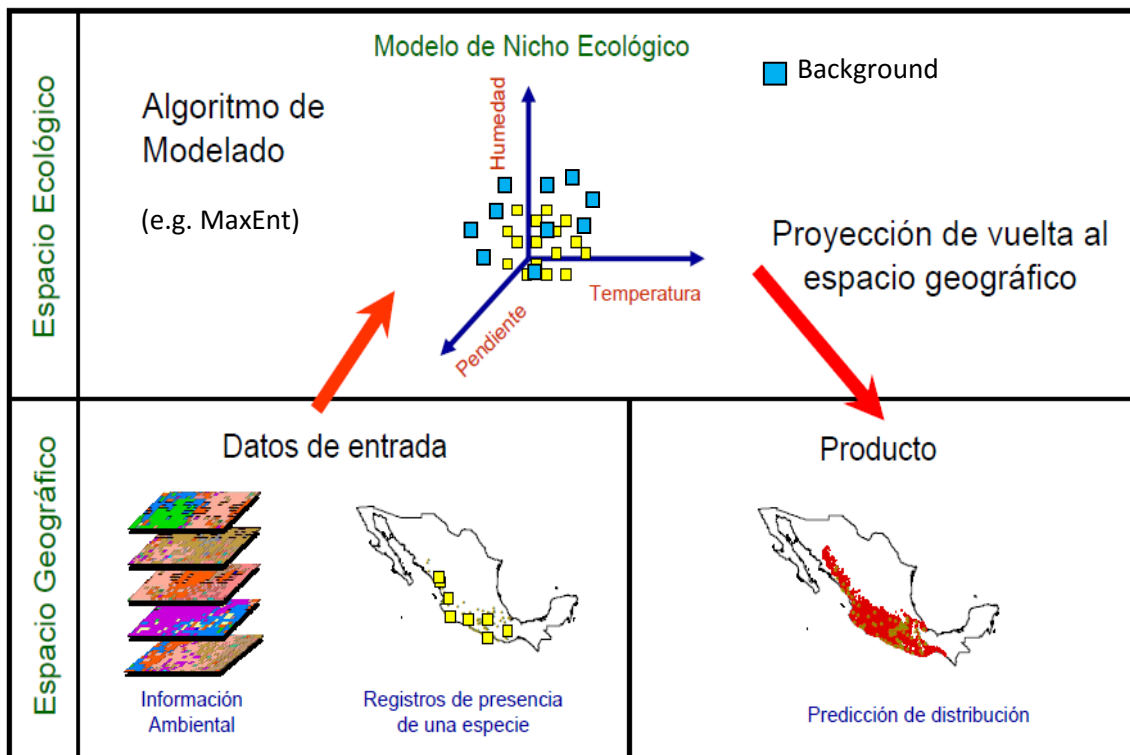 Espacio Ecológico
Modelo de Nicho Ecológico
Background
Algoritmo de
Modelado
(e.g. MaxEnt)
Humedad
Temperatura
Pendiente
Proyección de vuelta al
espacio geográfico
Espacio Geográfico
Datos de entrada
Información
Ambiental
Registros de presencia
de una especie
Producto
Predicción de distribución